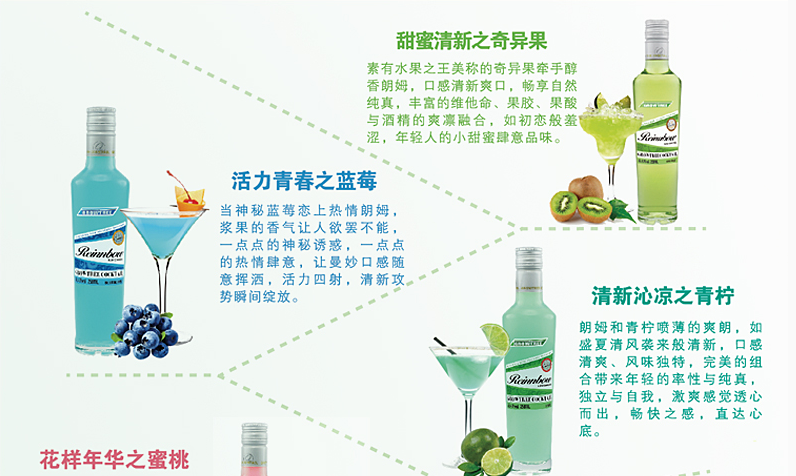 甜蜜清新之奇异果
素有水果之王美称的奇异果牵手醇
香朗姆，口感清新爽口，畅享自然
纯真，丰富的维他命、果胶、果酸
与酒精的爽凛融合，如初恋般羞
涩，年轻人的小甜蜜肆意品味。
Reinnbow
活力青春之蓝莓
当神秘蓝莓恋上热情朗姆，
浆果的香气让人欲罢不能，
一点点的神秘诱惑，一点点
的热情肆意，让曼妙口感随
意挥洒，活力四射，清新攻
势瞬间绽放。
Reinnbow
清新沁凉之青柠
朗姆和青柠喷薄的爽朗，如
盛夏清风袭来般清新，口感
清爽、风味独特，完美的组
合带来年轻的率性与纯真，
独立与自我，激爽感觉透心
而出，畅快之感，直达心
底。
Reinnbow
花样年华之蜜桃